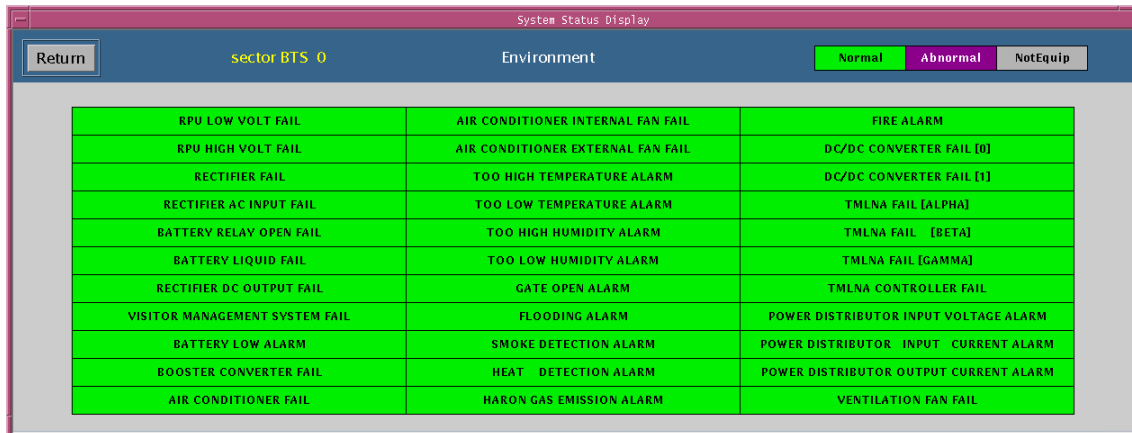 System Status Display
Return sector BTS 0 Environment Normal Abnormal NotEquip
RPU LOW VOLT FAIL AIR CONDITIONER INTERNAL FAN FAIL FIRE ALARM
RPU HIGH VOLT FAIL AIR CONDITIONER EXTERNAL FAN FAIL DC/DC CONVERTER FAIL [0]
RECTIFIER FAIL TOO HIGH TEMPERATURE ALARM DC/DC CONVERTER FAIL [1]
RECTIFIER AC INPUT FAIL TOO LOW TEMPERATURE ALARM TMLNA FAIL [ALPHA]
BATTERY RELAY OPEN FAIL TOO HIGH HUMIDITY ALARM TMLNA FAIL [BETA]
BATTERY LIQUID FAIL TOO LOW HUMIDITY ALARM TMLNA FAIL [GAMMA]
RECTIFIER DC OUTPUT FAIL GATE OPEN ALARM TMLNA CONTROLLER FAIL
VISITOR MANAGEMENT SYSTEM FAIL FLOODING ALARM POWER DISTRIBUTOR INPUT VOLTAGE ALARM
BATTERY LOW ALARM SMOKE DETECTION ALARM POWER DISTRIBUTOR INPUT CURRENT ALARM
BOOSTER CONVERTER FAIL HEAT DETECTION ALARM POWER DISTRIBUTOR OUTPUT CURRENT ALARM
AIR CONDITIONER FAIL HARON GAS EMISSION ALARM VENTILATION FAN FAIL